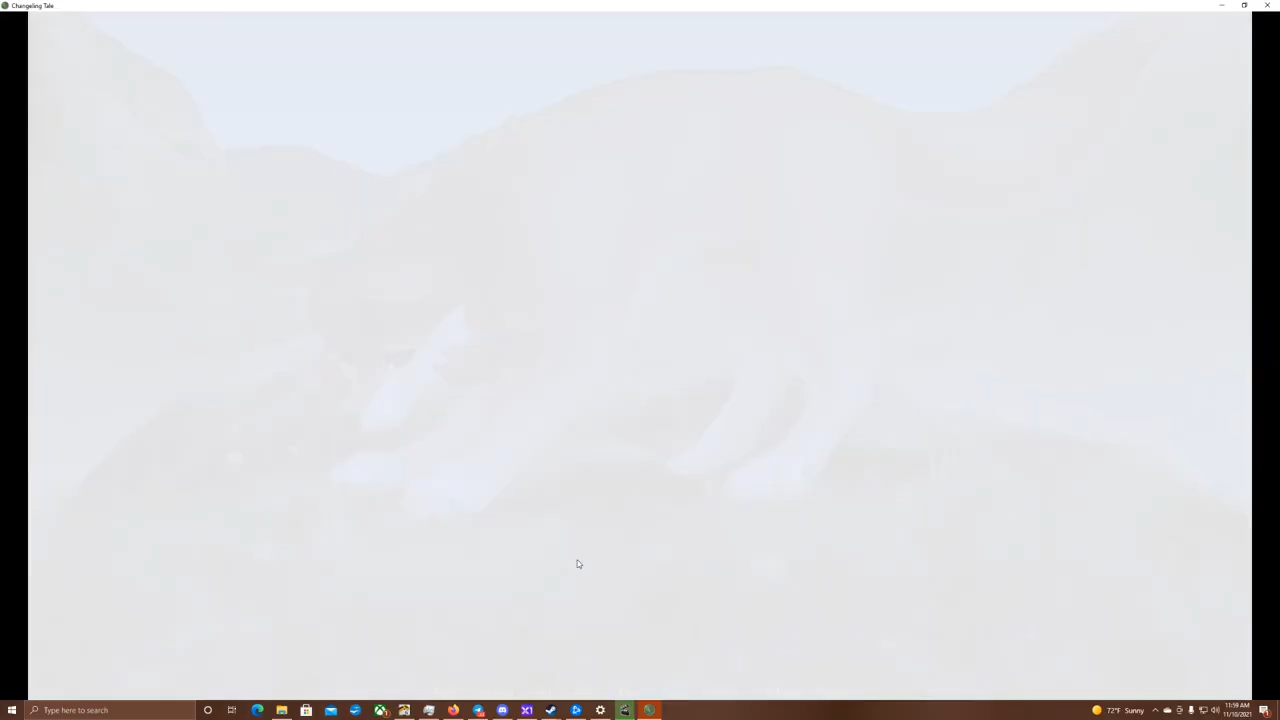 Changeling Tale
Type here to search
72°F Sunny
11:59 AM
11/10/2021